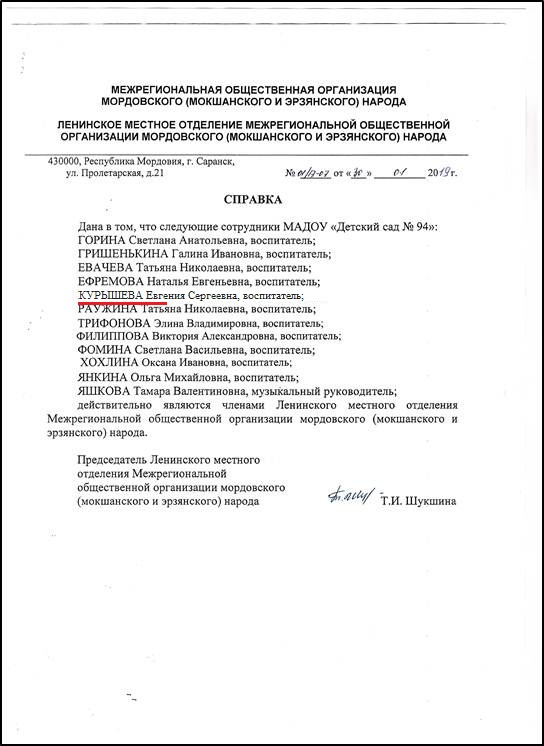 МЕЖРЕГИОНАЛЬНАЯ ОБЩЕСТВЕННАЯ ОРГАНИЗАЦИЯ
МОРДОВСКОГО (МОКШАНСКОГО И ЭРЗЯНСКОГО) НАРОДА
ЛЕНИНСКОЕ МЕСТНОЕ ОТДЕЛЕНИЕ МЕЖРЕГИОНАЛЬНОЙ ОБЩЕСТВЕННОЙ
ОРГАНИЗАЦИИ МОРДОВСКОГО (МОКШАНСКОГО И ЭРЗЯНСКОГО) НАРОДА
430000, Республика Мордовия, г. Саранск,
ул. Пролетарская, д.21
№ 01/17-07 от «30» 01 2019г.
СПРАВКА
Дана в том, что следующие сотрудники МАДОУ «Детский сад № 94»:
ГОРИНА Светлана Анатольевна, воспитатель;
ГРИШЕНЬКИНА Галина Ивановна, воспитатель;
ЕВАЧЕВА Татьяна Николаевна, воспитатель;
ЕФРЕМОВА Наталья Евгеньевна, воспитатель;
КУРЫШЕВА Евгения Сергеевна, воспитатель;
РАУЖИНА Татьяна Николаевна, воспитатель;
ТРИФОНОВА Элина Владимировна, воспитатель;
ФИЛИППОВА Виктория Александровна, воспитатель;
ФОМИНА Светлана Васильевна, воспитатель;
ХОХЛИНА Оксана Ивановна, воспитатель;
ЯНКИНА Ольга Михайловна, воспитатель;
ЯШКОВА Тамара Валентиновна, музыкальный руководитель;
действительно являются членами Ленинского местного отделения
Межрегиональной общественной организации мордовского (мокшанского и
эрзянского) народа.
Председатель Ленинского местного
отделения Межрегиональной
общественной организации мордовского
(мокшанского и эрзянского) народа Т.И. Шукшина